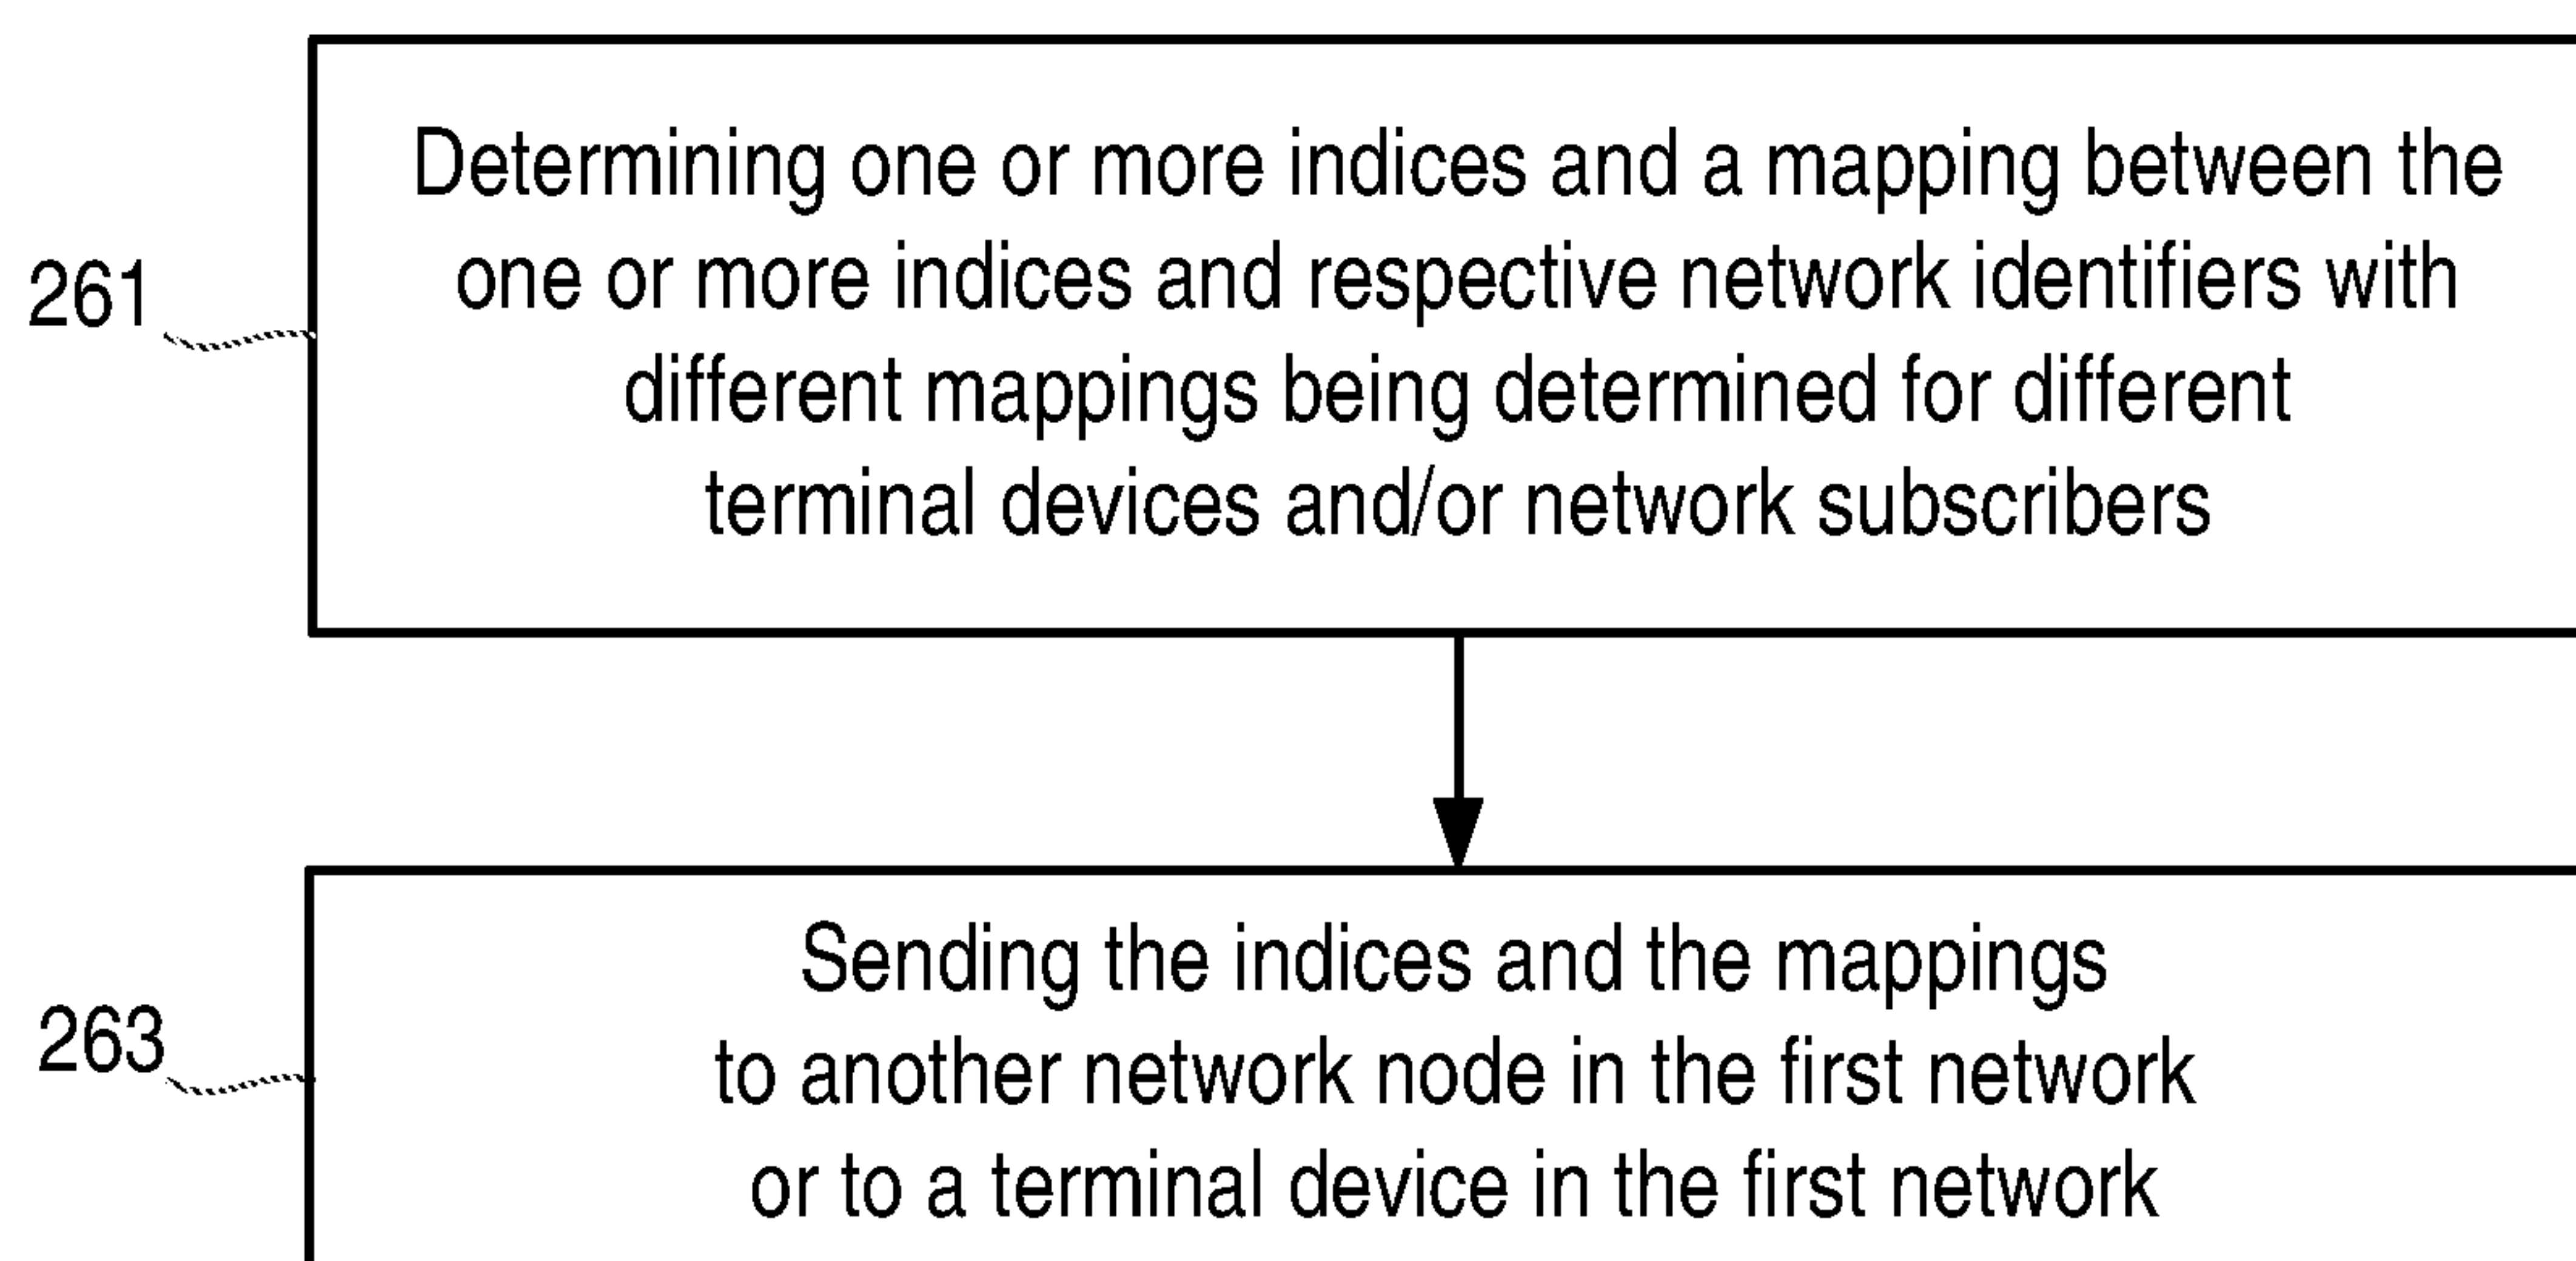 Determining one or more indices and a mapping between the
one or more indices and respective network identifiers with
261
different mappings being determined for different
terminal devices and/or network subscribers
Sending the indices and the mappings
263
to another network node in the first network
or to a terminal device in the first network